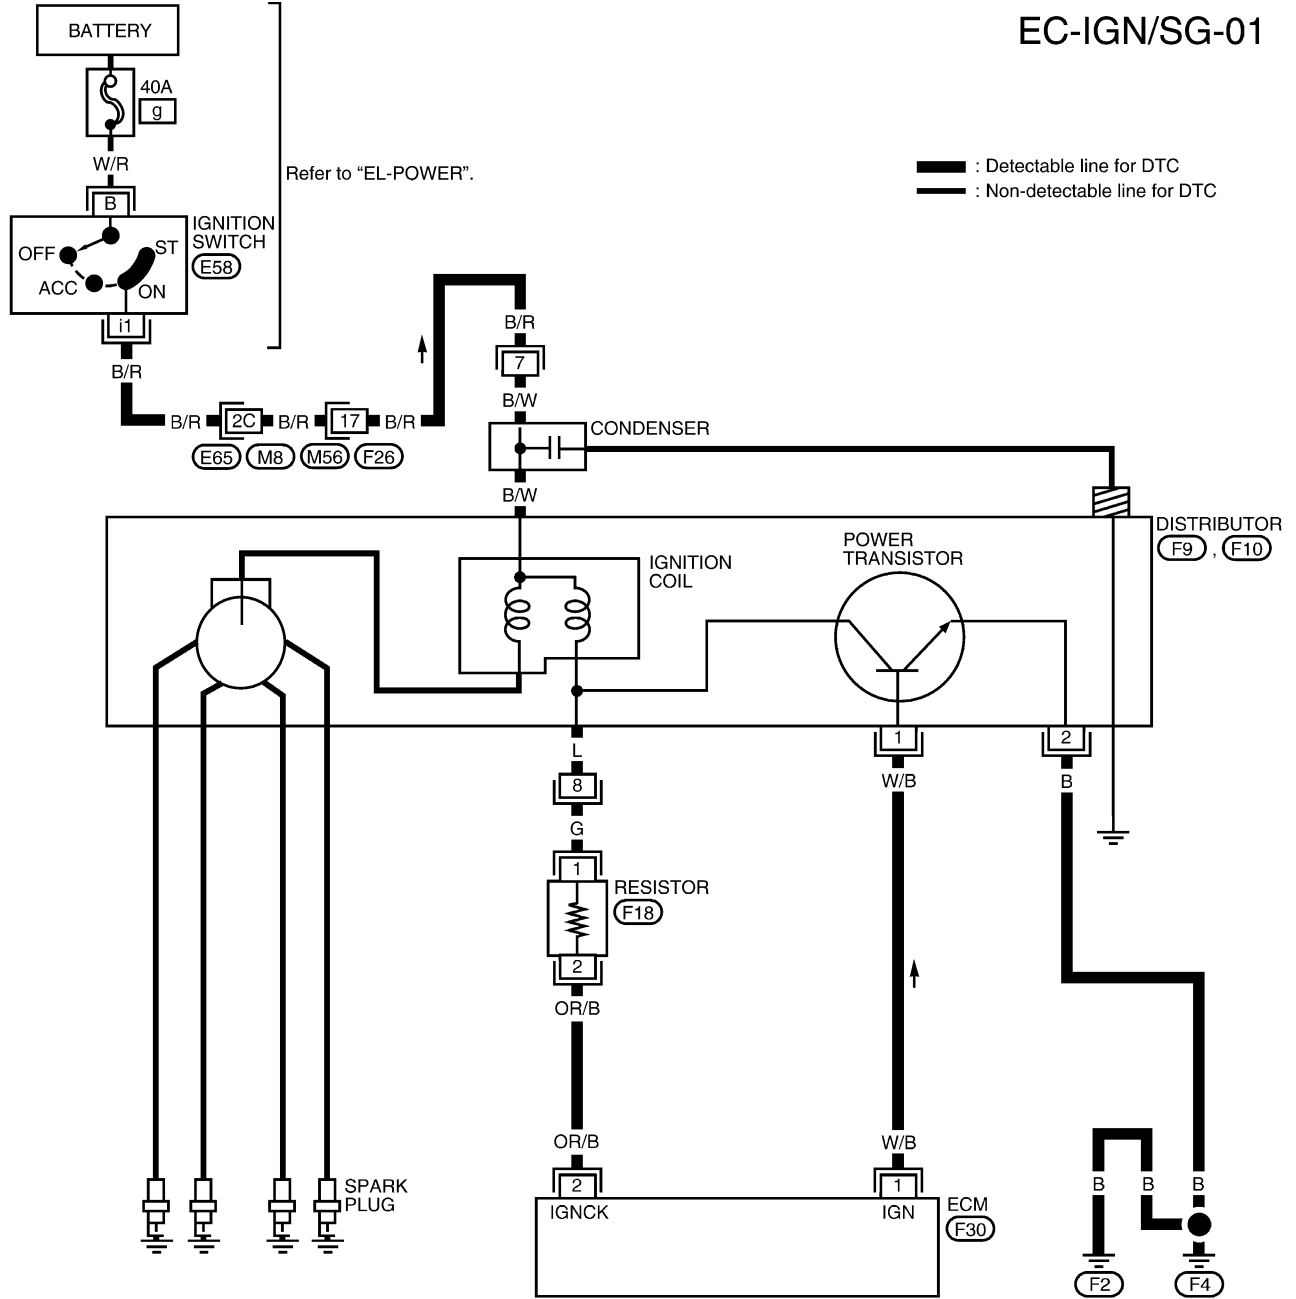 EC-IGN/SG-01
BATTERY
40A
g
W/R
Refer to “EL-POWER”.
: Detectable line for DTC
: Non-detectable line for DTC
B
IGNITION
SWITCH
E58
OFF
ST
ACC
ON
i1
B/R
B/R
7
B/W
B/R
2C
B/R
17
B/R
E65
M8
M56
F26
CONDENSER
B/W
DISTRIBUTOR
F9 , F10
POWER
TRANSISTOR
IGNITION
COIL
1
2
L
W/B
B
8
G
1
RESISTOR
F18
2
OR/B
OR/B
W/B
2
1
B
B
B
SPARK
PLUG
IGNCK
IGN
ECM
F30
F2
F4